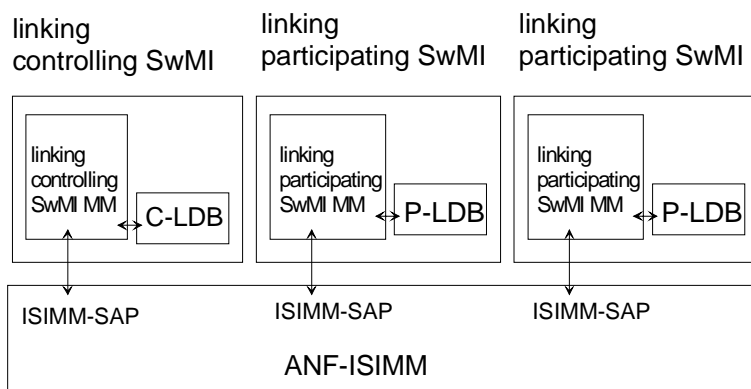 linking
controlling SwMI
linking
participating SwMI
linking
participating SwMI
linking
controlling
SwMI MM
C-LDB
linking
participating
SwMI MM
P-LDB
linking
participating
SwMI MM
P-LDB
ISIMM-SAP
ISIMM-SAP
ISIMM-SAP
ANF-ISIMM